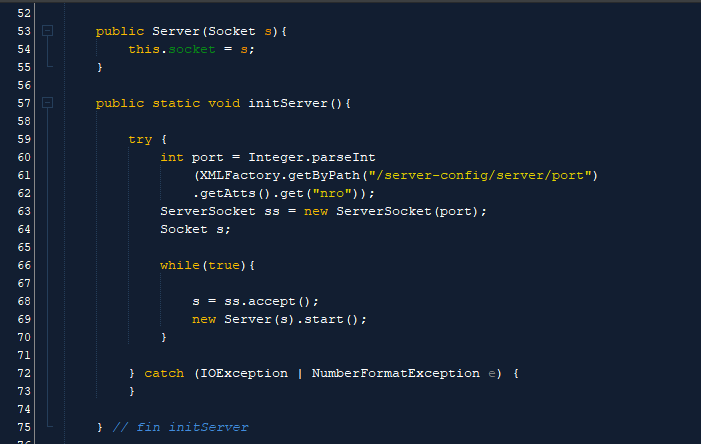 52
53 public Server(Socket s){
54 this.socket = s;
55 }
56
57 public static void initServer(){
58
59 try {
60 int port = Integer.parseInt
61 (XMLFactory.getByPath("/server-config/server/port")
62 .getAtts().get("nro"));
63 ServerSocket ss = new ServerSocket(port);
64 Socket s;
65
66 while(true){
67
68 s = ss.accept();
69 new Server(s).start();
70 }
71
72 } catch (IOException | NumberFormatException e) {
73 }
74
75 } // fin initServer